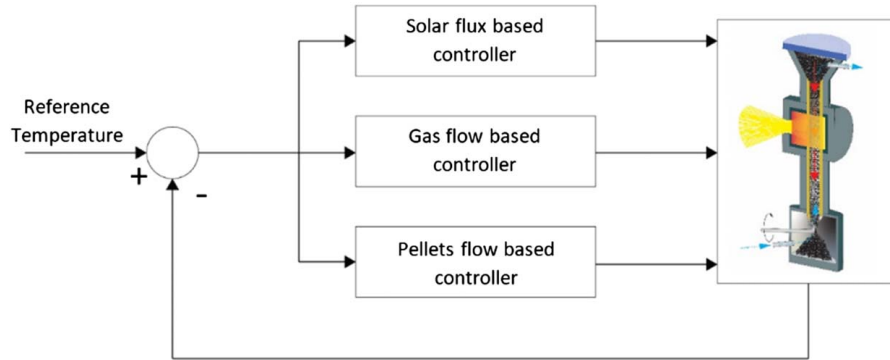 Solar flux based
controller
Reference
Temperature
+
-
Gas flow based
controller
Pellets flow based
controller